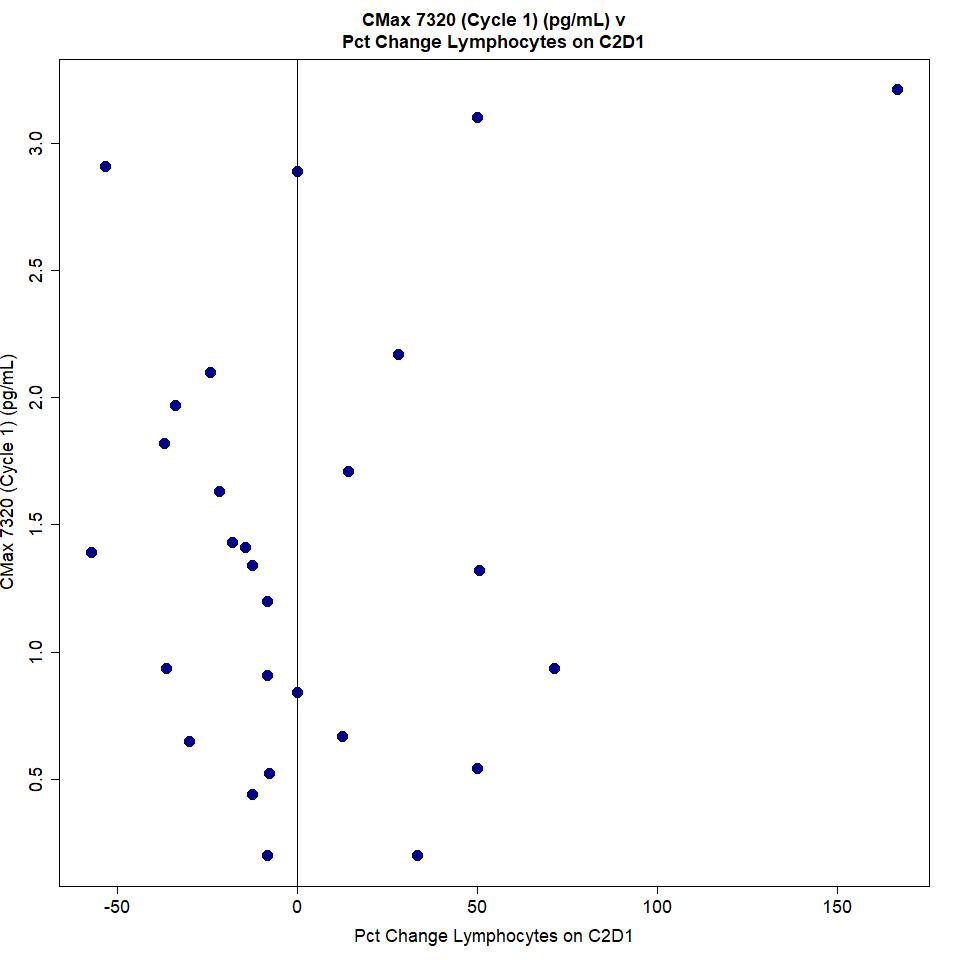 CMax 7320 (Cycle 1) (pg/mL) v
Pct Change Lymphocytes on C2D1
CMax 7320 (Cycle 1) (pg/mL)
3.0
2.5
2.0
1.5
1.0
0.5
-50 0 50 100 150
Pct Change Lymphocytes on C2D1